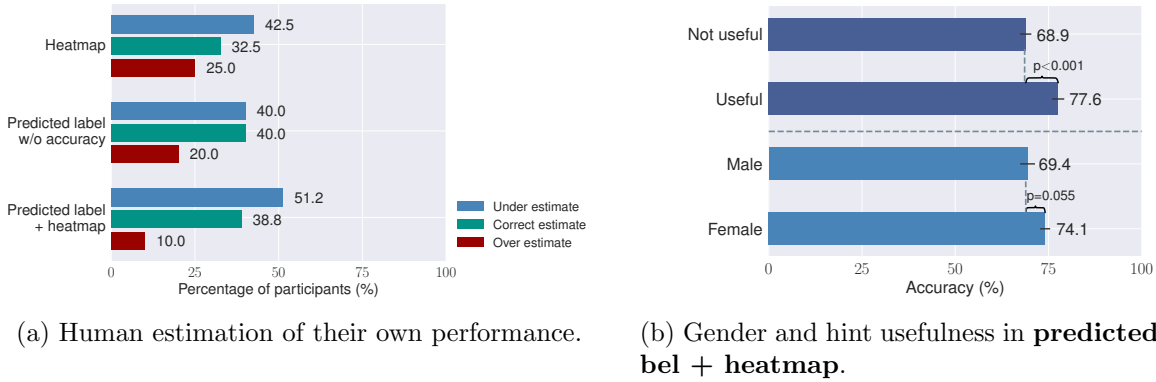 Heatmap
42.5
32.5
25.0
Predicted label
w/o accuracy
40.0
40.0
20.0
Predicted label
+ heatmap
51.2
38.8
10.0
Under estimate
Correct estimate
Over estimate
0 25 50 75 100
Percentage of participants (%)
(a) Human estimation of their own performance.
Not useful
68.9
p<0.001
Useful
77.6
Male
69.4
p=0.055
Female
74.1
0 25 50 75 100
Accuracy (%)
(b) Gender and hint usefulness in predicted
bel + heatmap.